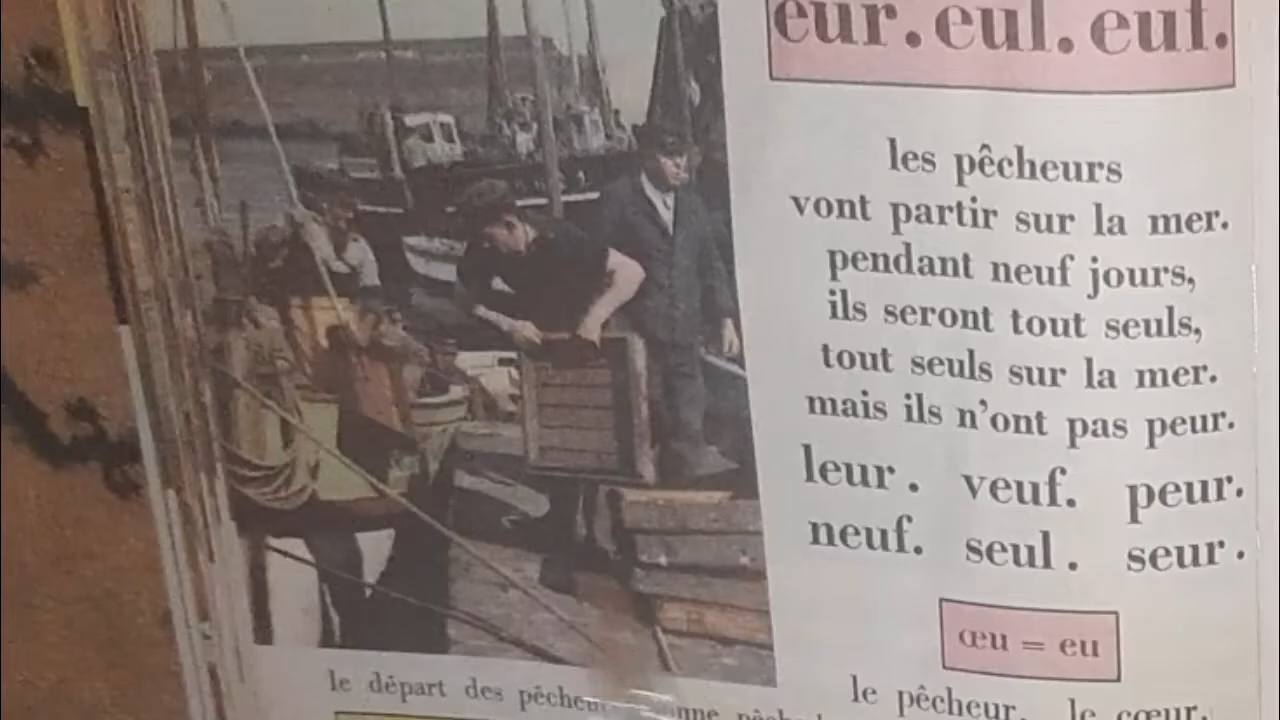 eur. eul. euf.
les pêcheurs
vont partir sur la mer.
pendant neuf jours,
ils seront tout seuls,
tout seuls sur la mer.
mais ils n'ont pas peur.
leur. veuf. peur.
neuf. seul. seur.
œu = eu
le départ des
le pêcheur. le cœur.